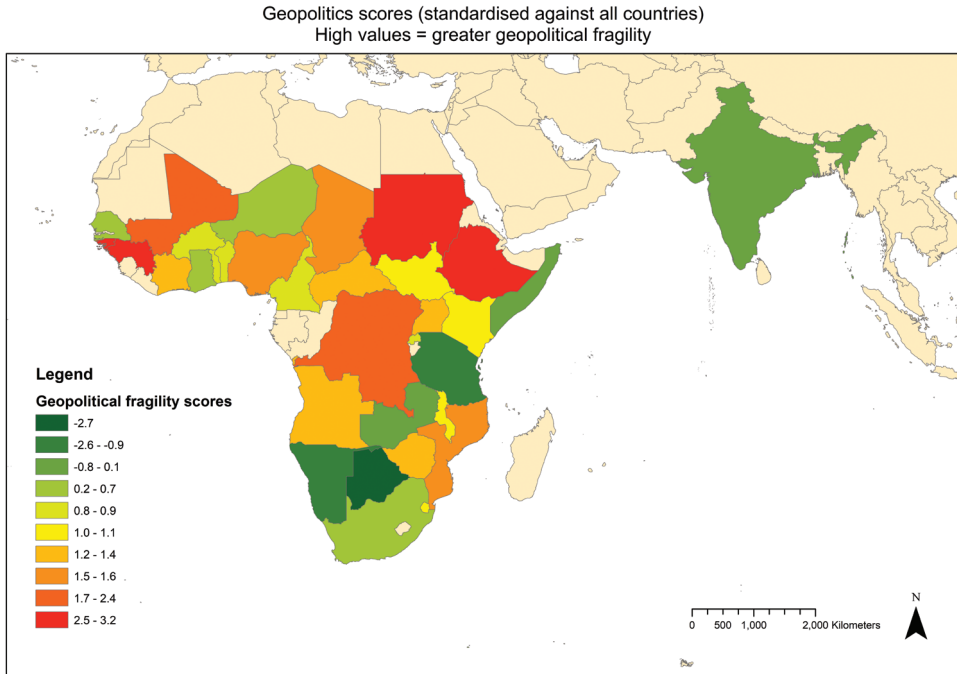 Geopolitics scores (standardised against all countries)
High values = greater geopolitical fragility
Legend
Geopolitical fragility scores
-2.7
-2.6 - -0.9
-0.8 - 0.1
0.2 - 0.7
0.8 - 0.9
1.0 - 1.1
1.2 - 1.4
1.5 - 1.6
1.7 - 2.4
2.5 - 3.2
N
0 500 1,000 2,000 Kilometers